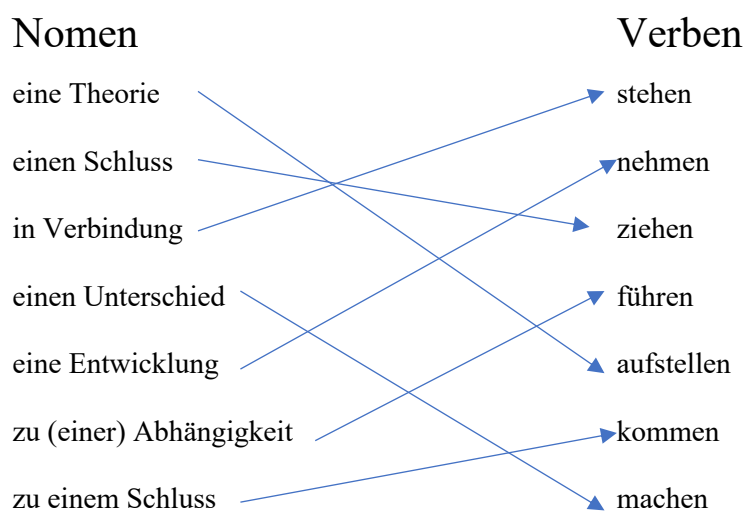 Nomen Verben
eine Theorie stehen
einen Schluss nehmen
in Verbindung ziehen
einen Unterschied führen
eine Entwicklung aufstellen
zu (einer) Abhängigkeit kommen
zu einem Schluss machen